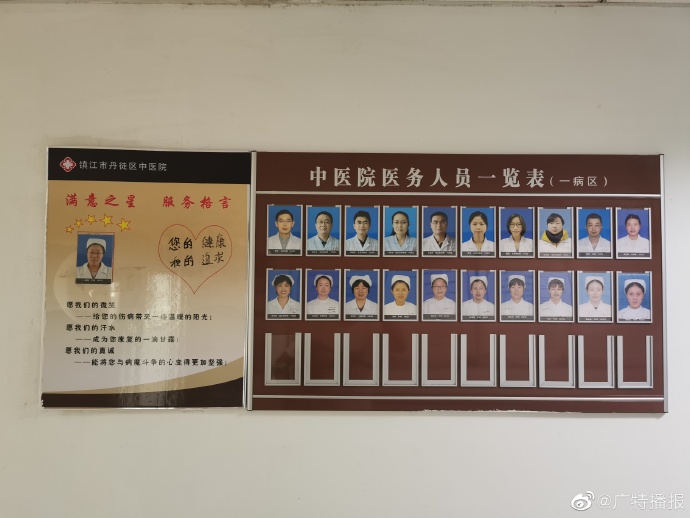 镇江市丹徒区中医院
满意之星 服务格言
您的健康
我的追求
愿我们的微笑
——给您的伤病带来一些温暖的阳光;
愿我们的汗水
——成为您康复的一滴甘露;
愿我们的真诚
——能将您与病魔斗争的心变得更加坚强;
中医院医务人员一览表(一病区)
@广特播报